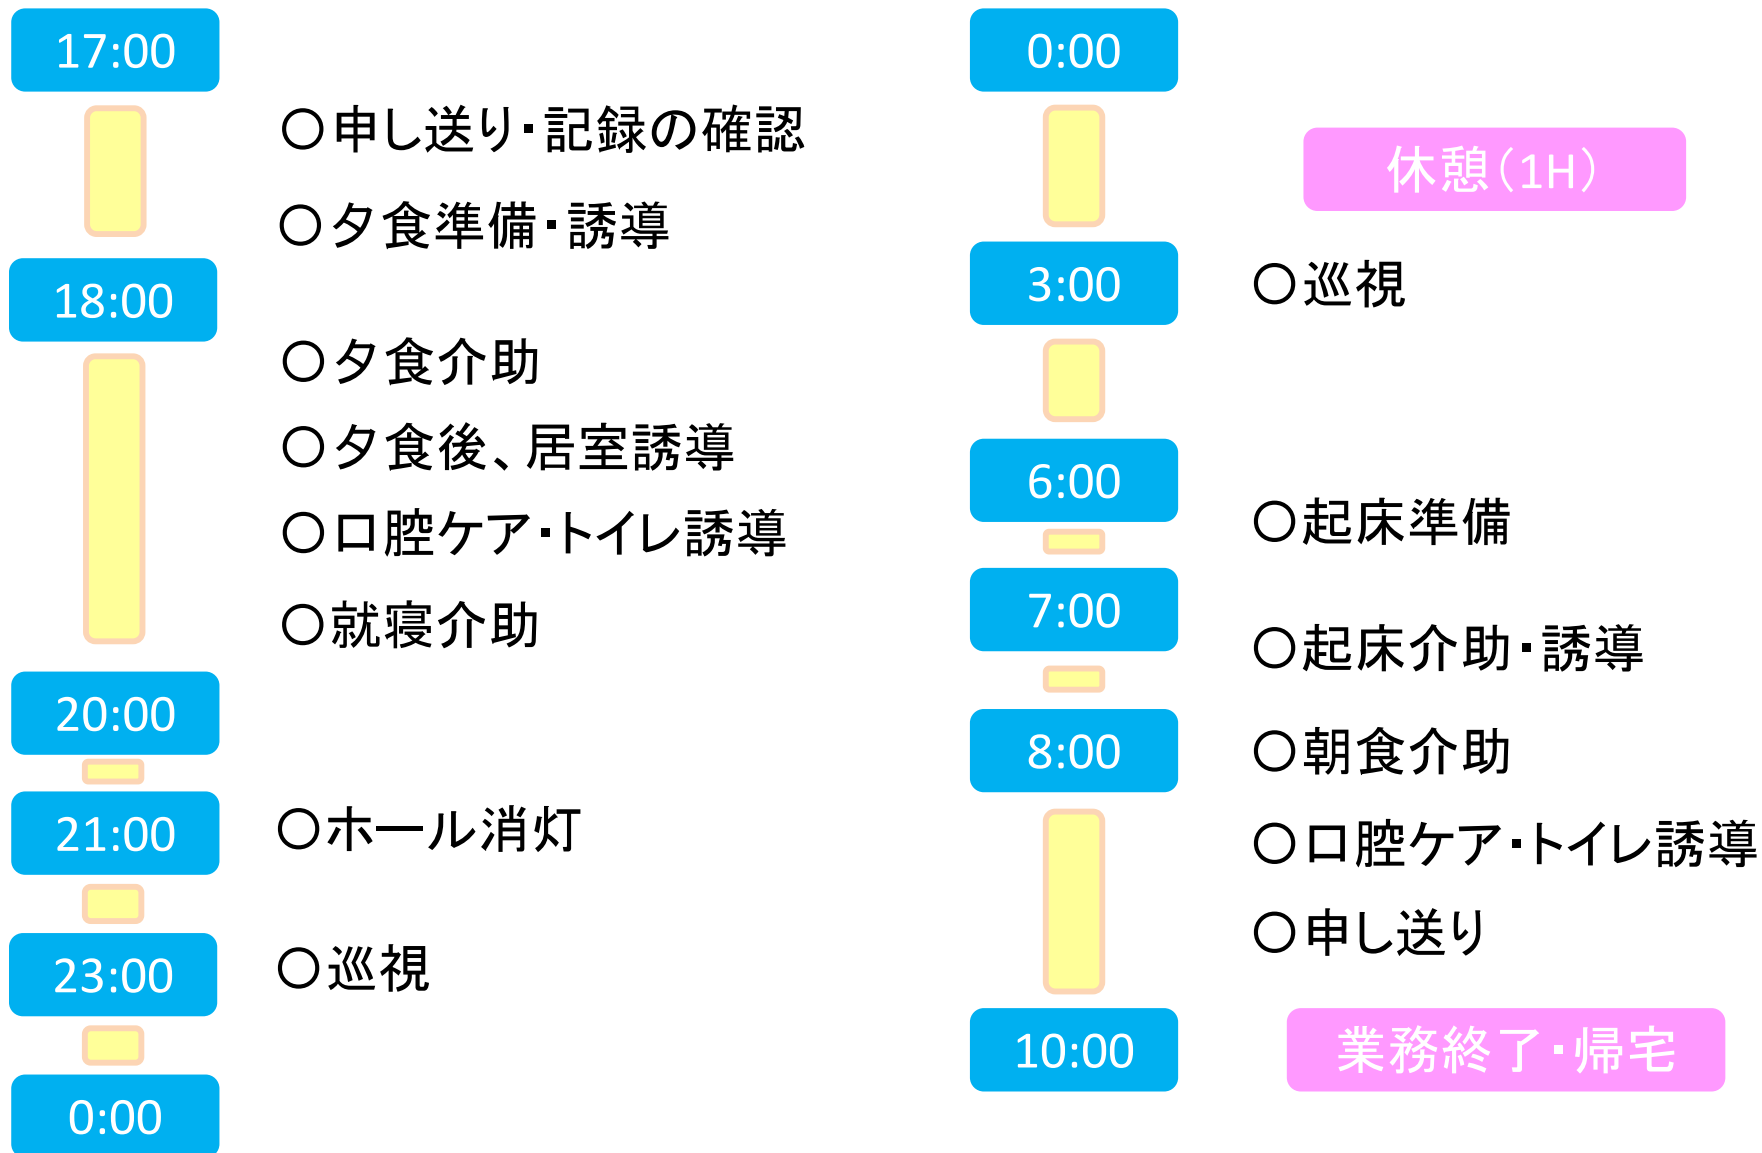 17:00
〇申し送り・記録の確認
〇夕食準備・誘導
18:00
〇夕食介助
〇夕食後、居室誘導
〇口腔ケア・トイレ誘導
〇就寝介助
20:00
21:00
〇ホール消灯
23:00
〇巡視
0:00
0:00
休憩(1H)
3:00
〇巡視
6:00
〇起床準備
7:00
〇起床介助・誘導
8:00
〇朝食介助
〇口腔ケア・トイレ誘導
〇申し送り
10:00
業務終了・帰宅